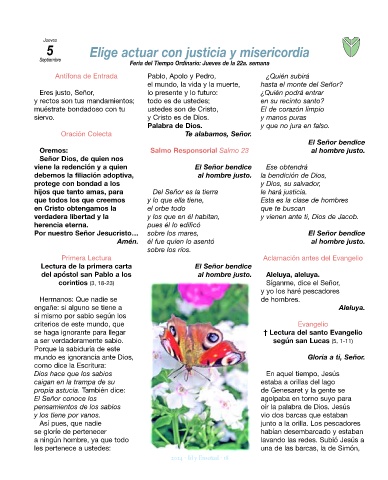 Jueves
5
Septiembre
Elige actuar con justicia y misericordia
Feria del Tiempo Ordinario: Jueves de la 22a. semana
Antífona de Entrada
Eres justo, Señor,
y rectos son tus mandamientos;
muéstrate bondadoso con tu
siervo.
Oración Colecta
Oremos:
Señor Dios, de quien nos
viene la redención y a quien
debemos la filiación adoptiva,
protege con bondad a los
hijos que tanto amas, para
que todos los que creemos
en Cristo obtengamos la
verdadera libertad y la
herencia eterna.
Por nuestro Señor Jesucristo…
Amén.
Primera Lectura
Lectura de la primera carta
del apóstol san Pablo a los
corintios (3, 18-23)
Hermanos: Que nadie se
engañe: si alguno se tiene a
sí mismo por sabio según los
criterios de este mundo, que
se haga ignorante para llegar
a ser verdaderamente sabio.
Porque la sabiduría de este
mundo es ignorancia ante Dios,
como dice la Escritura:
Dios hace que los sabios
caigan en la trampa de su
propia astucia. También dice:
El Señor conoce los
pensamientos de los sabios
y los tiene por vanos.
Así pues, que nadie
se gloríe de pertenecer
a ningún hombre, ya que todo
les pertenece a ustedes:
Pablo, Apolo y Pedro,
el mundo, la vida y la muerte,
lo presente y lo futuro:
todo es de ustedes;
ustedes son de Cristo,
y Cristo es de Dios.
Palabra de Dios.
Te alabamos, Señor.
Salmo Responsorial Salmo 23
El Señor bendice
al hombre justo.
Del Señor es la tierra
y lo que ella tiene,
el orbe todo
y los que en él habitan,
pues él lo edificó
sobre los mares,
él fue quien lo asentó
sobre los ríos.
El Señor bendice
al hombre justo.
¿Quién subirá
hasta el monte del Señor?
¿Quién podrá entrar
en su recinto santo?
El de corazón limpio
y manos puras
y que no jura en falso.
El Señor bendice
al hombre justo.
Ese obtendrá
la bendición de Dios,
y Dios, su salvador,
le hará justicia.
Esta es la clase de hombres
que te buscan
y vienen ante ti, Dios de Jacob.
El Señor bendice
al hombre justo.
Aclamación antes del Evangelio
Aleluya, aleluya.
Síganme, dice el Señor,
y yo los haré pescadores
de hombres.
Aleluya.
Evangelio
† Lectura del santo Evangelio
según san Lucas (5, 1-11)
Gloria a ti, Señor.
En aquel tiempo, Jesús
estaba a orillas del lago
de Genesaret y la gente se
agolpaba en torno suyo para
oír la palabra de Dios. Jesús
vio dos barcas que estaban
junto a la orilla. Los pescadores
habían desembarcado y estaban
lavando las redes. Subió Jesús a
una de las barcas, la de Simón,